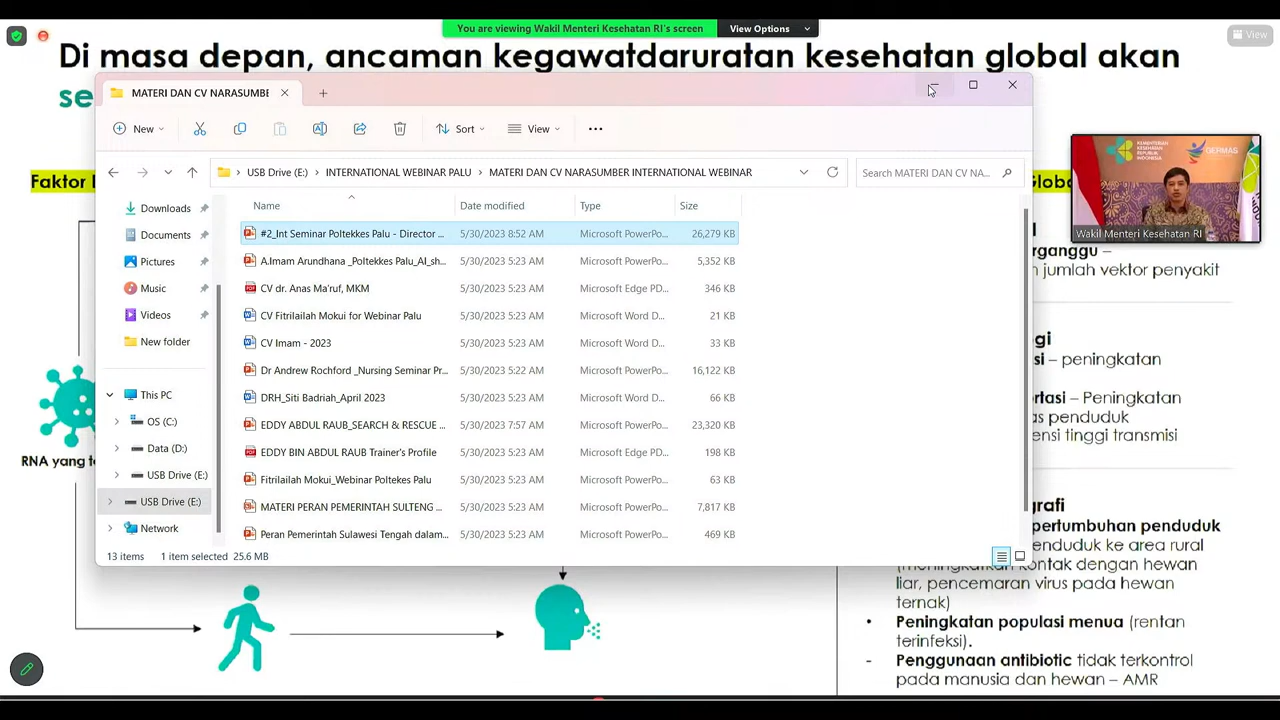 You are viewing Wakil Menteri Kesehatan RI's screen
View Options
View
Di masa depan, ancaman kegawatdaruratan kesehatan global akan
se
MATERI DAN CV NARASUMBE
New
Sort
View
USB Drive (E:) > INTERNATIONAL WEBINAR PALU > MATERI DAN CV NARASUMBER INTERNATIONAL WEBINAR
Search MATERI DAN CV NA...
Downloads
Documents
Pictures
Music
Videos
New folder
This PC
OS (C:)
Data (D:)
USB Drive (E:)
USB Drive (E:)
Network
Name Date modified Type Size
#2_Int Seminar Poltekkes Palu - Director ... 5/30/2023 8:52 AM Microsoft PowerPo... 26,279 KB
A.Imam Arundhana _Poltekkes Palu_AI_sh... 5/30/2023 5:23 AM Microsoft PowerPo... 5,352 KB
CV dr. Anas Ma'ruf, MKM 5/30/2023 5:23 AM Microsoft Edge PD... 346 KB
CV Fitrilailah Mokui for Webinar Palu 5/30/2023 5:23 AM Microsoft Word D... 21 KB
CV Imam - 2023 5/30/2023 5:23 AM Microsoft Word D... 33 KB
Dr Andrew Rochford _Nursing Seminar Pr... 5/30/2023 5:22 AM Microsoft PowerPo... 16,122 KB
DRH_Siti Badriah_April 2023 5/30/2023 5:23 AM Microsoft Word D... 66 KB
EDDY ABDUL RAUB_SEARCH & RESCUE ... 5/30/2023 7:57 AM Microsoft PowerPo... 23,320 KB
EDDY BIN ABDUL RAUB Trainer's Profile 5/30/2023 5:23 AM Microsoft Edge PD... 198 KB
Fitrilailah Mokui_Webinar Poltekes Palu 5/30/2023 5:23 AM Microsoft PowerPo... 63 KB
MATERI PERAN PEMERINTAH SULTENG ... 5/30/2023 5:23 AM Microsoft PowerPo... 7,817 KB
Peran Pemerintah Sulawesi Tengah dalam... 5/30/2023 5:23 AM Microsoft PowerPo... 469 KB
13 items 1 item selected 25.6 MB
Faktor
RNA yang te
KEMENTERIAN
KESEHATAN
REPUBLIK
INDONESIA
GERMAS
Wakil Menteri Kesehatan RI
rganggu –
n jumlah vektor penyakit
gi
si – peningkatan
ortasi – Peningkatan
as penduduk
ensi tinggi transmisi
grafi
pertumbuhan penduduk
enduduk ke area rural
(meningkatkan kontak dengan hewan
liar, pencemaran virus pada hewan
ternak)
• Peningkatan populasi menua (rentan
terinfeksi).
- Penggunaan antibiotic tidak terkontrol
pada manusia dan hewan – AMR